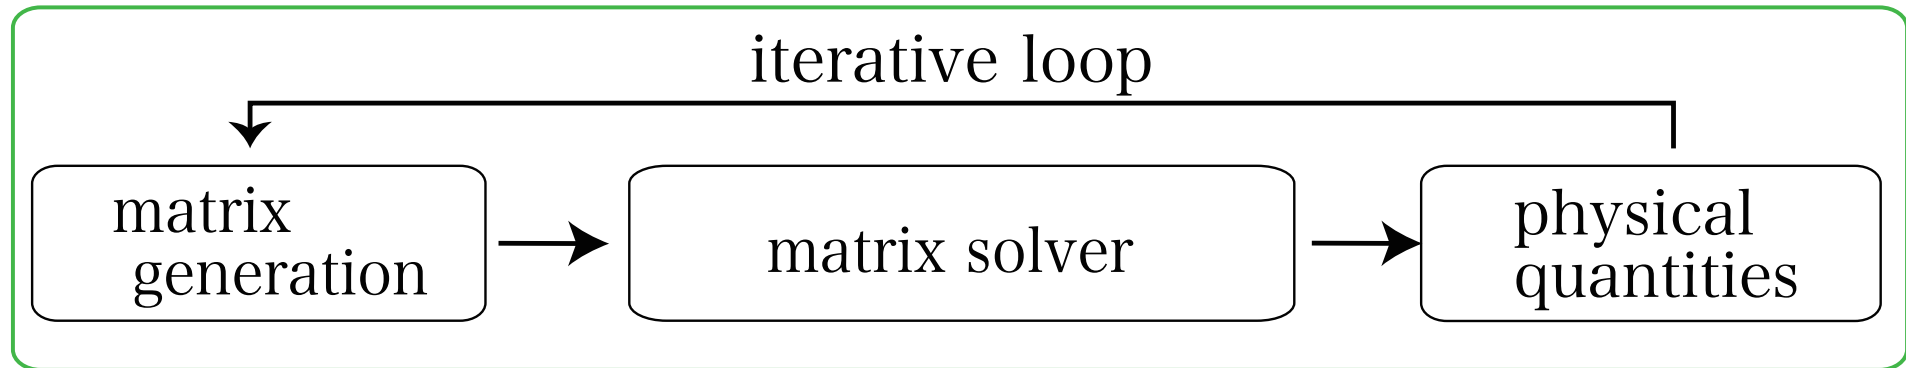 iterative loop
matrix
generation
matrix solver
physical
quantities